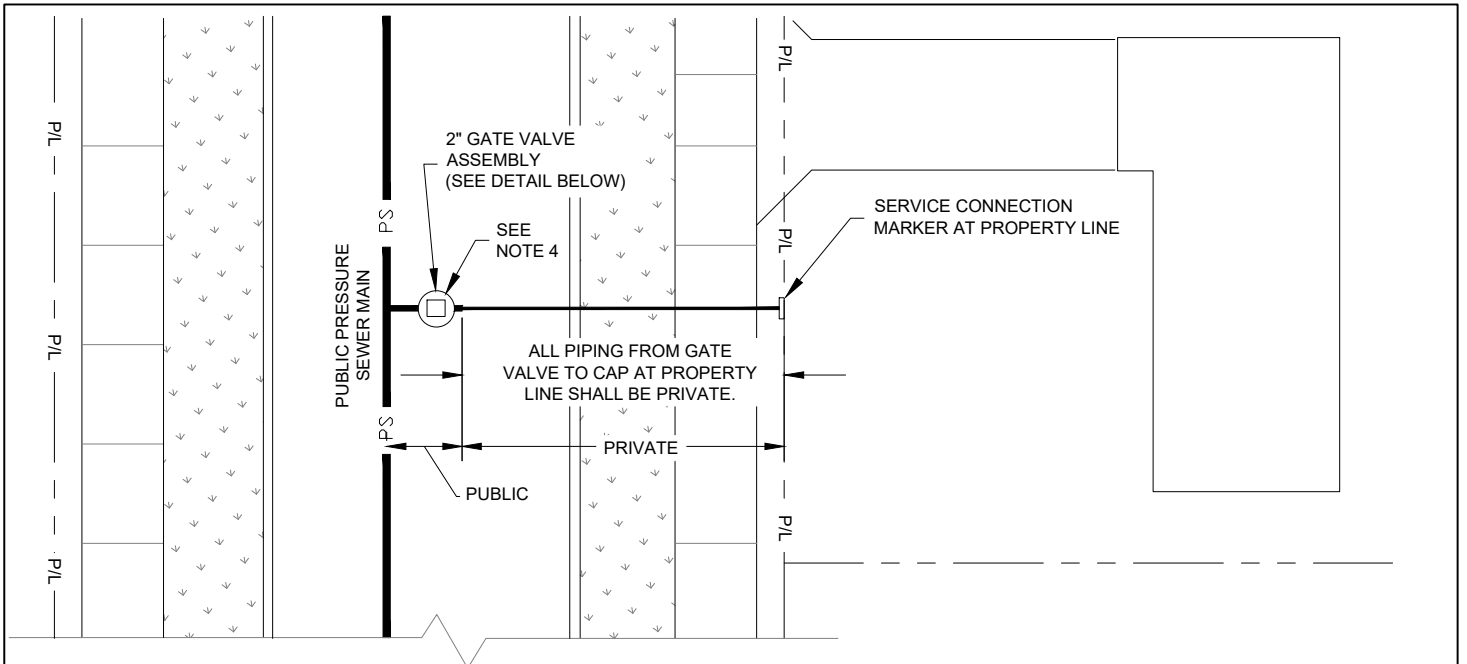 P/L
P/L
P/L
2" GATE VALVE
ASSEMBLY
(SEE DETAIL BELOW)
SEE
NOTE 4
PS
PS
PUBLIC PRESSURE
SEWER MAIN
P/L
P/L
P/L
SERVICE CONNECTION
MARKER AT PROPERTY LINE
ALL PIPING FROM GATE
VALVE TO CAP AT PROPERTY
LINE SHALL BE PRIVATE.
PRIVATE
PUBLIC